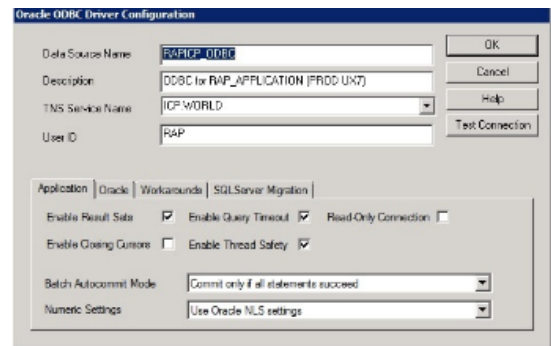 Oracle ODBC Driver Configuration
Data Source Name RAPICP_ODBC
OK
Description ODBC for RAP_APPLICATION (PROD UX7)
Cancel
TNS Service Name ICP.WORLD
Help
User ID RAP
Test Connection
Application Oracle Workarounds SQLServer Migration
Enable Result Sets Enable Query Timeout Read-Only Connection
Enable Closing Cursors Enable Thread Safety
Batch Autocommit Mode Commit only if all statements succeed
Numeric Settings Use Oracle NLS settings